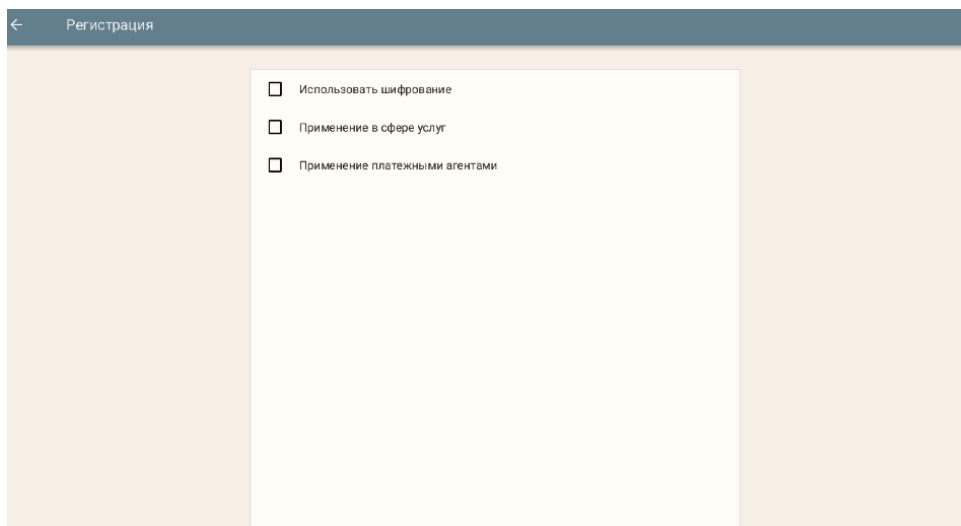 Регистрация
Использовать шифрование
Применение в сфере услуг
Применение платежными агентами